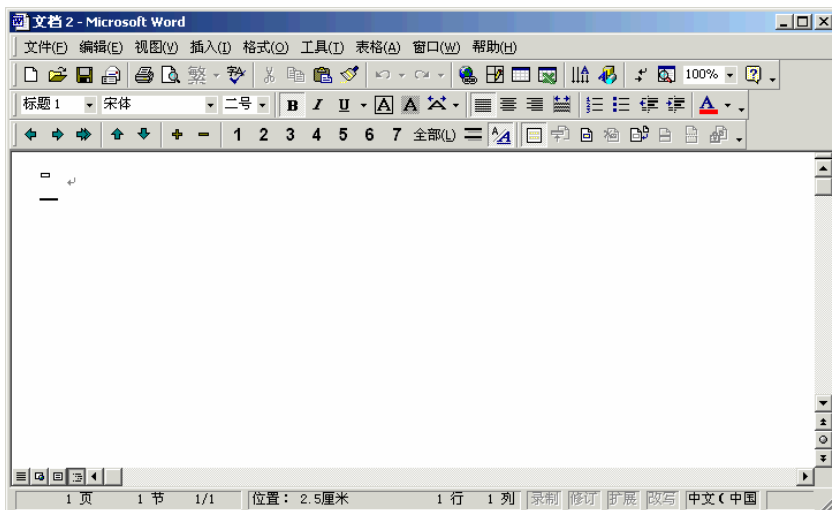 文档 2 - Microsoft Word
文件(F) 编辑(E) 视图(V) 插入(I) 格式(O) 工具(T) 表格(A) 窗口(W) 帮助(H)
繁 100%
标题 1 宋体 二号 B I U A A A
1 2 3 4 5 6 7 全部(L)
1 页 1 节 1/1 位置: 2.5厘米 1 行 1 列 录制 修订 扩展 改写 中文(中国